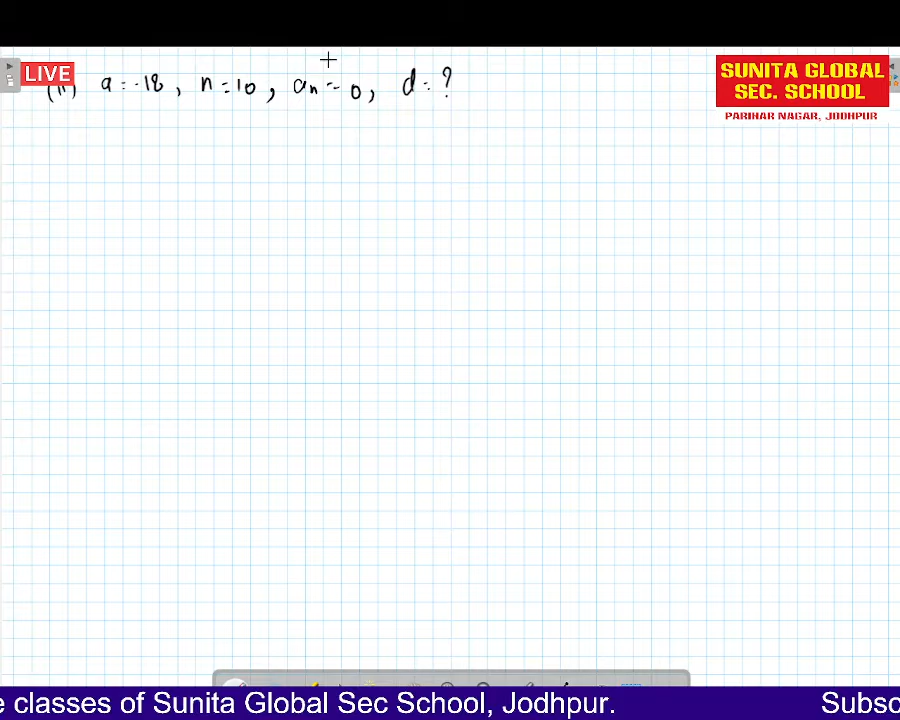 LIVE
(ii) a = -18, n = 10, an = 0, d = ?
SUNITA GLOBAL
SEC. SCHOOL
PARIHAR NAGAR, JODHPUR
e classes of Sunita Global Sec School, Jodhpur.
Subsc